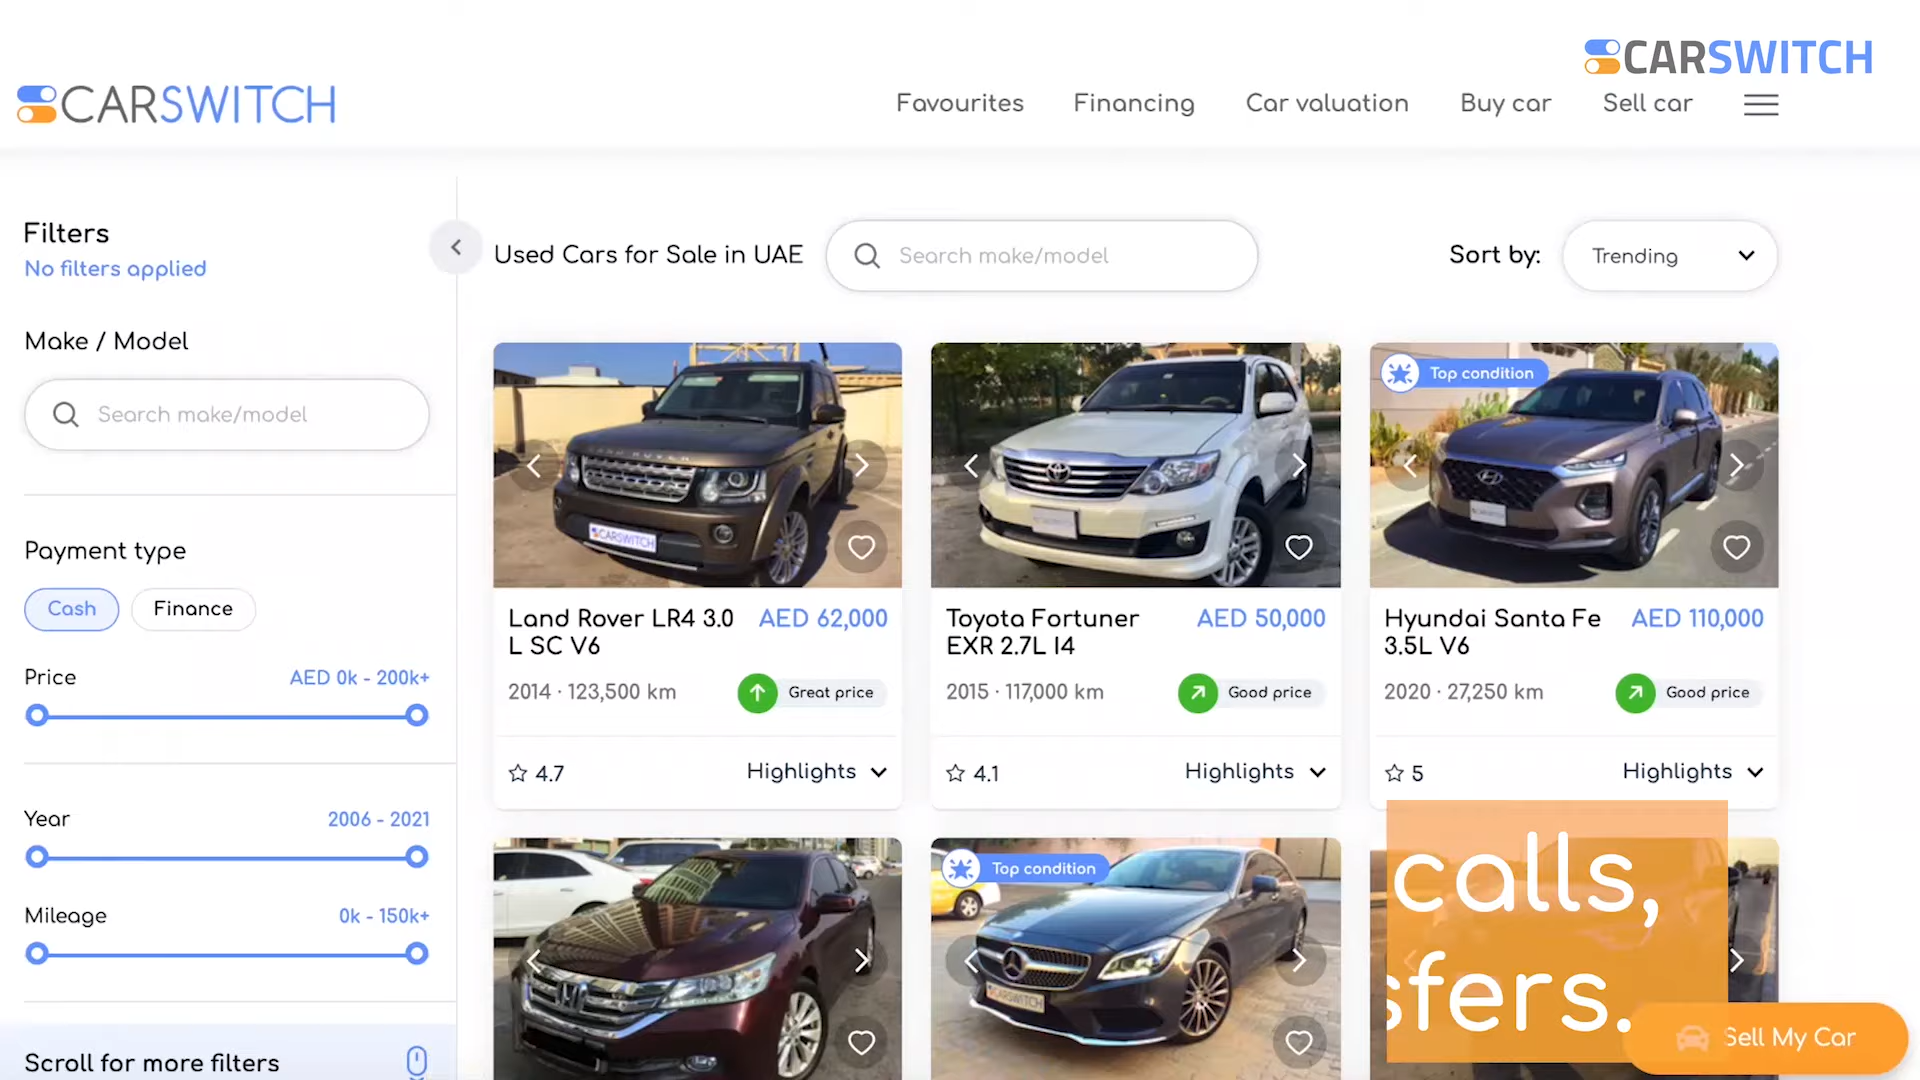 CARSWITCH
CARSWITCH
Favourites
Financing
Car valuation
Buy car
Sell car
Filters
No filters applied
Make / Model
Search make/model
Payment type
Cash
Finance
Price
AED 0k - 200k+
Year
2006 - 2021
Mileage
0k - 150k+
Scroll for more filters
Used Cars for Sale in UAE
Search make/model
Sort by:
Trending
LAND ROVER
CARSWITCH
Land Rover LR4 3.0
L SC V6
AED 62,000
2014 · 123,500 km
Great price
4.7
Highlights
Toyota Fortuner
EXR 2.7L I4
AED 50,000
2015 · 117,000 km
Good price
4.1
Highlights
Top condition
Hyundai Santa Fe
3.5L V6
AED 110,000
2020 · 27,250 km
Good price
5
Highlights
Top condition
CARSWITCH
calls,
sfers.
Sell My Car